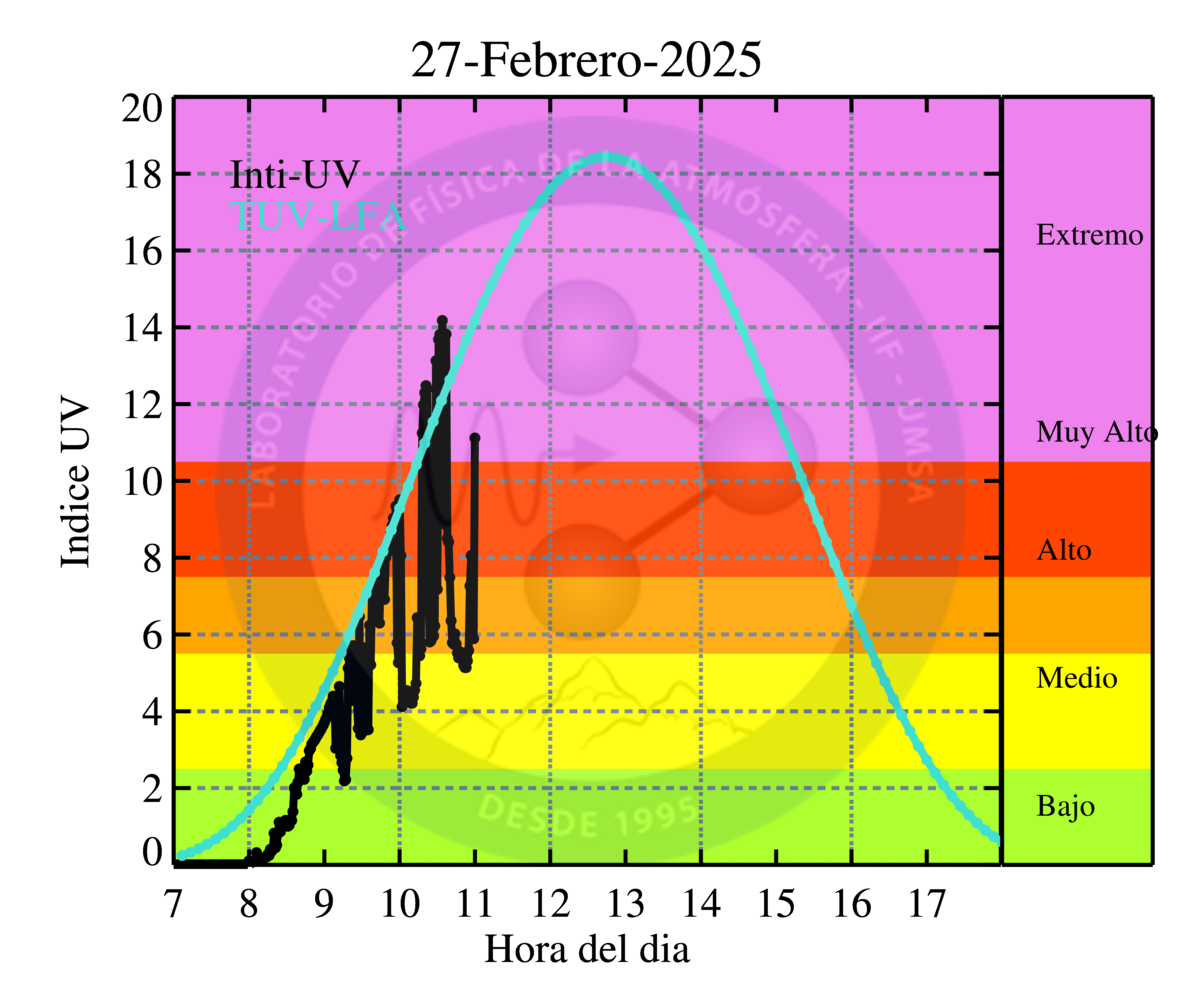 27-Febrero-2025
Inti-UV
TUV-LFA
LABORATORIO DE FÍSICA DE LA ATMÓSFERA - IIF - UMSA
DESDE 1995
Indice UV
20
18
16
14
12
10
8
6
4
2
0
Extremo
Muy Alto
Alto
Medio
Bajo
7 8 9 10 11 12 13 14 15 16 17
Hora del dia